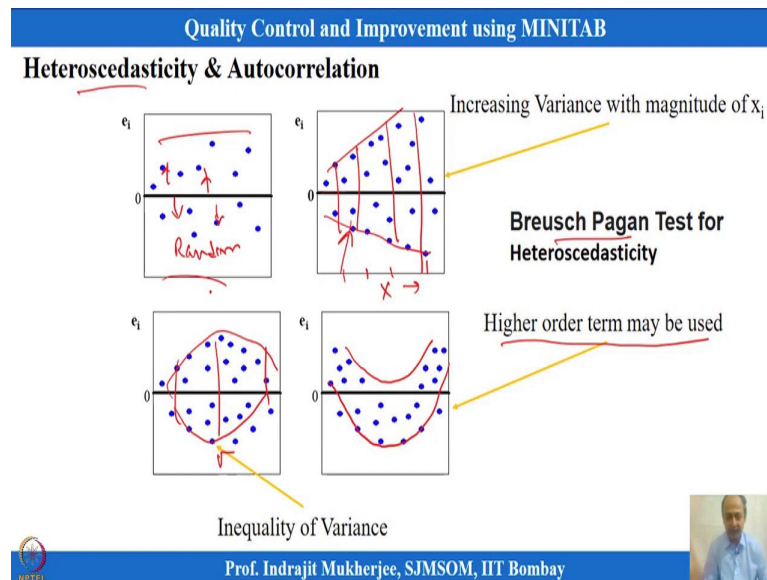 Quality Control and Improvement using MINITAB
Heteroscedasticity & Autocorrelation
ei
0
Random
ei
0
X →
Increasing Variance with magnitude of xi
Breusch Pagan Test for
Heteroscedasticity
ei
0
ei
0
Higher order term may be used
Inequality of Variance
NPTEL
Prof. Indrajit Mukherjee, SJMSOM, IIT Bombay